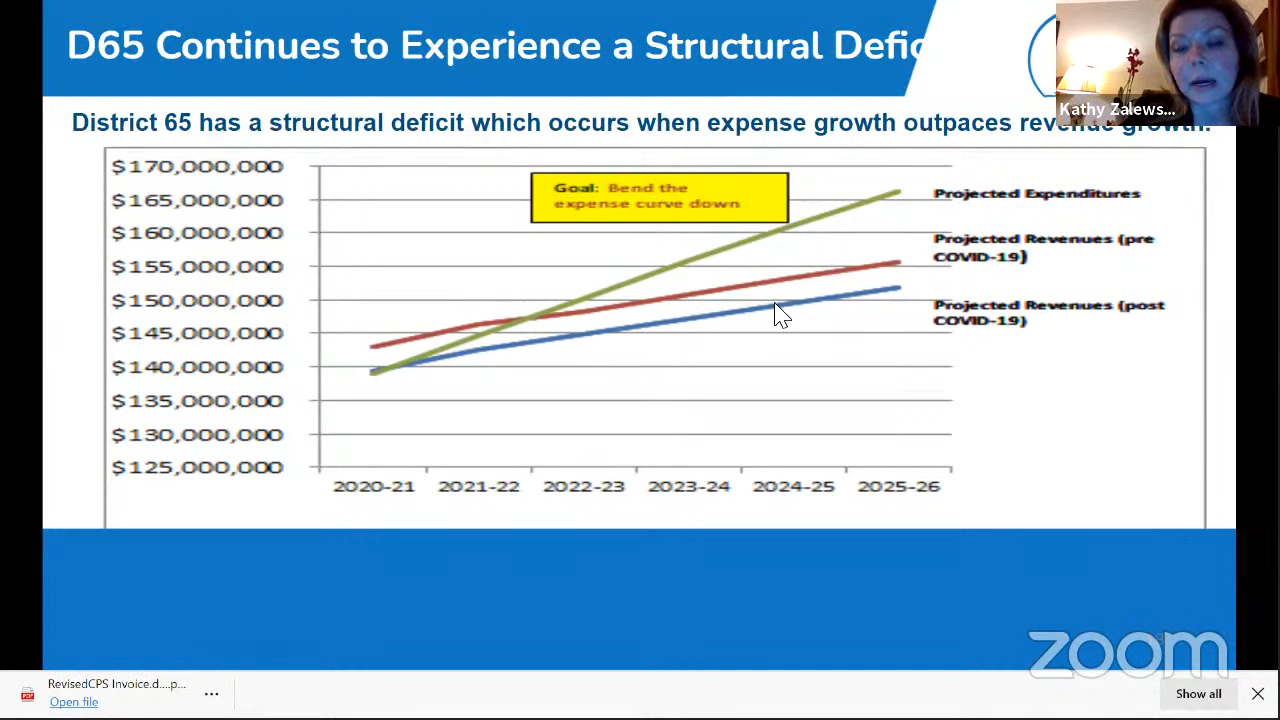 D65 Continues to Experience a Structural Defic
Kathy Zalews...
District 65 has a structural deficit which occurs when expense growth outpaces revenue growth.
$170,000,000
$165,000,000
$160,000,000
$155,000,000
$150,000,000
$145,000,000
$140,000,000
$135,000,000
$130,000,000
$125,000,000
Goal: Bend the
expense curve down
Projected Expenditures
Projected Revenues (pre
COVID-19)
Projected Revenues (post
COVID-19)
2020-21 2021-22 2022-23 2023-24 2024-25 2025-26
zoom
RevisedCPS Invoice.d....p...
Open file
...
Show all